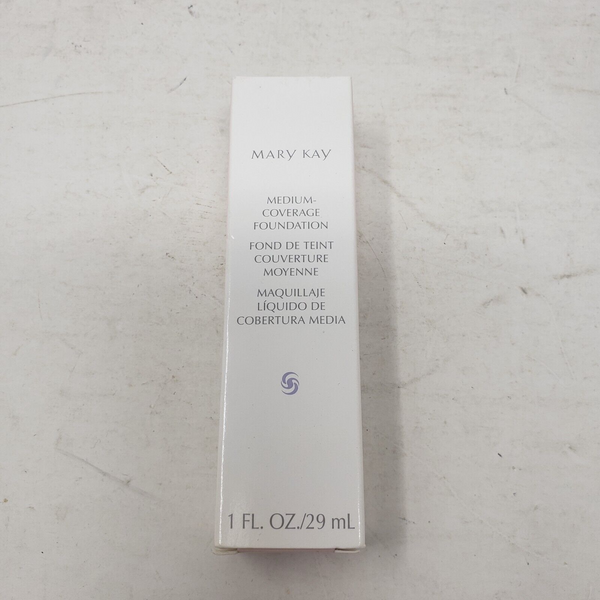 MARY KAY
MEDIUM-
COVERAGE
FOUNDATION
FOND DE TEINT
COUVERTURE
MOYENNE
MAQUILLAJE
LÍQUIDO DE
COBERTURA MEDIA
1 FL. OZ./29 mL